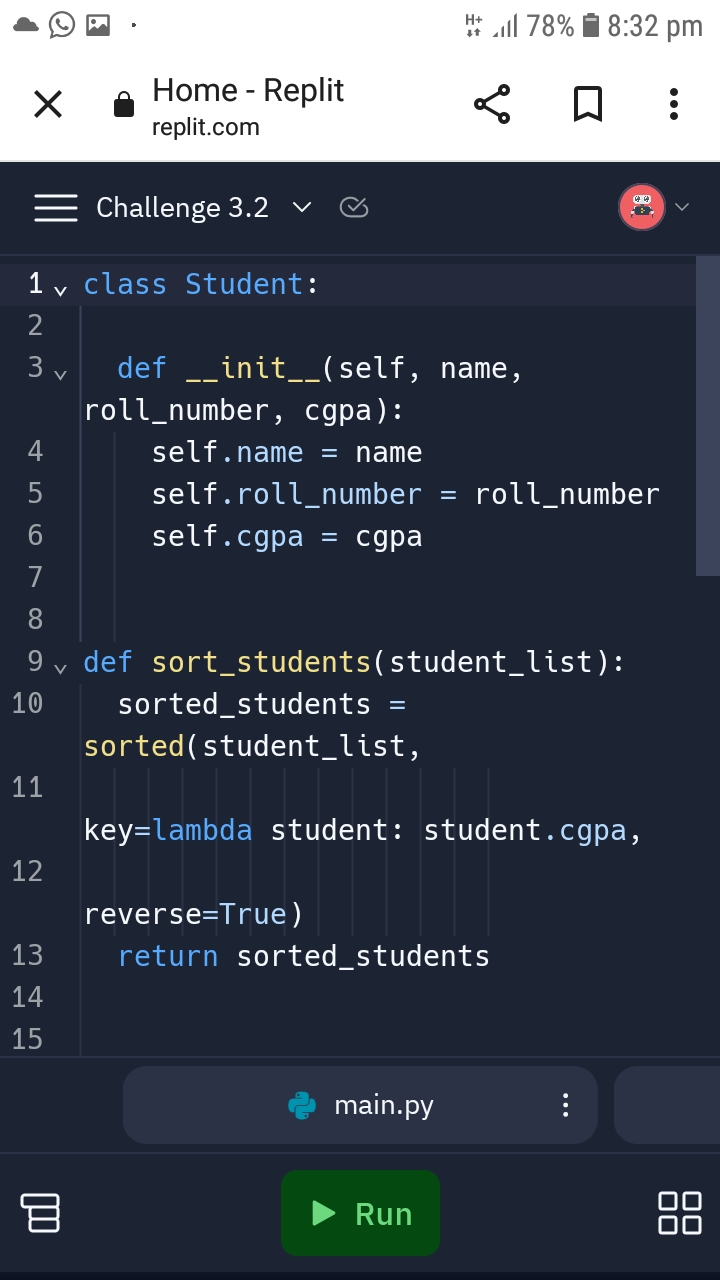 H+ 78% 8:32 pm
Home - Replit
replit.com
Challenge 3.2
1 class Student:
2
3 def __init__(self, name,
roll_number, cgpa):
4 self.name = name
5 self.roll_number = roll_number
6 self.cgpa = cgpa
7
8
9 def sort_students(student_list):
10 sorted_students =
sorted(student_list,
11
key=lambda student: student.cgpa,
12
reverse=True)
13 return sorted_students
14
15
main.py
Run